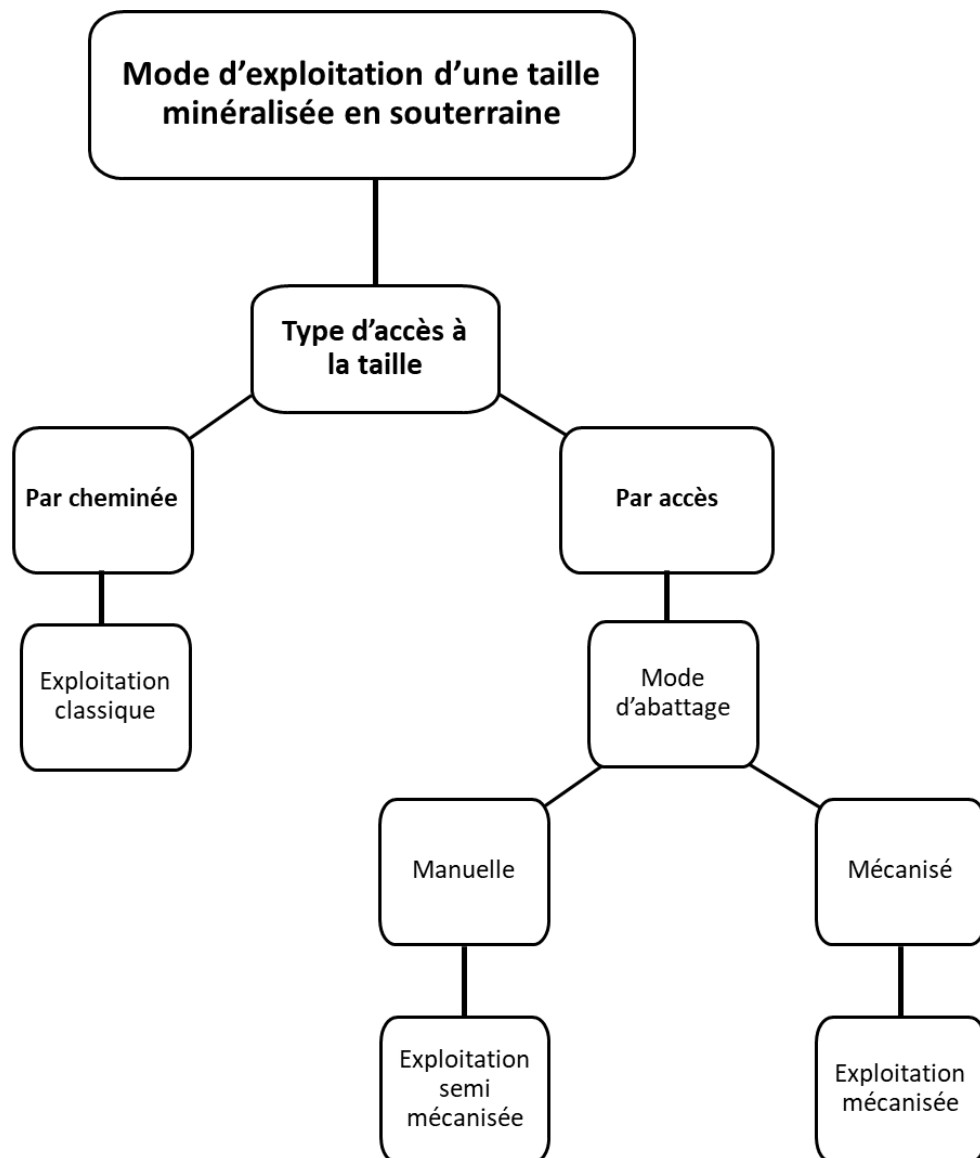 Mode d’exploitation d’une taille
minéralisée en souterraine
Type d’accès à
la taille
Par cheminée
Par accès
Exploitation
classique
Mode
d’abattage
Manuelle
Mécanisé
Exploitation
semi
mécanisée
Exploitation
mécanisée